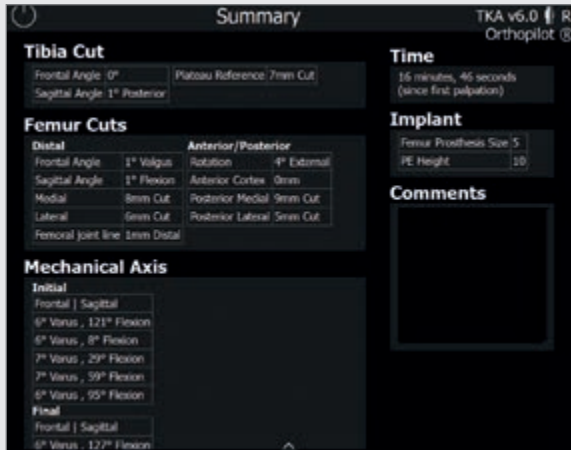 Summary
TKA v6.0 R
Orthopilot ®
Tibia Cut
Frontal Angle 0° Plateau Reference 7mm Cut
Sagittal Angle 1° Posterior
Femur Cuts
Distal Anterior/Posterior
Frontal Angle 1° Valgus Rotation 4° External
Sagittal Angle 1° Flexion Anterior Cortex 0mm
Medial 8mm Cut Posterior Medial 9mm Cut
Lateral 6mm Cut Posterior Lateral 5mm Cut
Femoral joint line 1mm Distal
Mechanical Axis
Initial
Frontal | Sagittal
6° Varus , 121° Flexion
6° Varus , 8° Flexion
7° Varus , 29° Flexion
7° Varus , 59° Flexion
6° Varus , 95° Flexion
Final
Frontal | Sagittal
6° Varus , 127° Flexion
Time
16 minutes, 46 seconds
(since first palpation)
Implant
Femur Prosthesis Size 5
PE Height 10
Comments